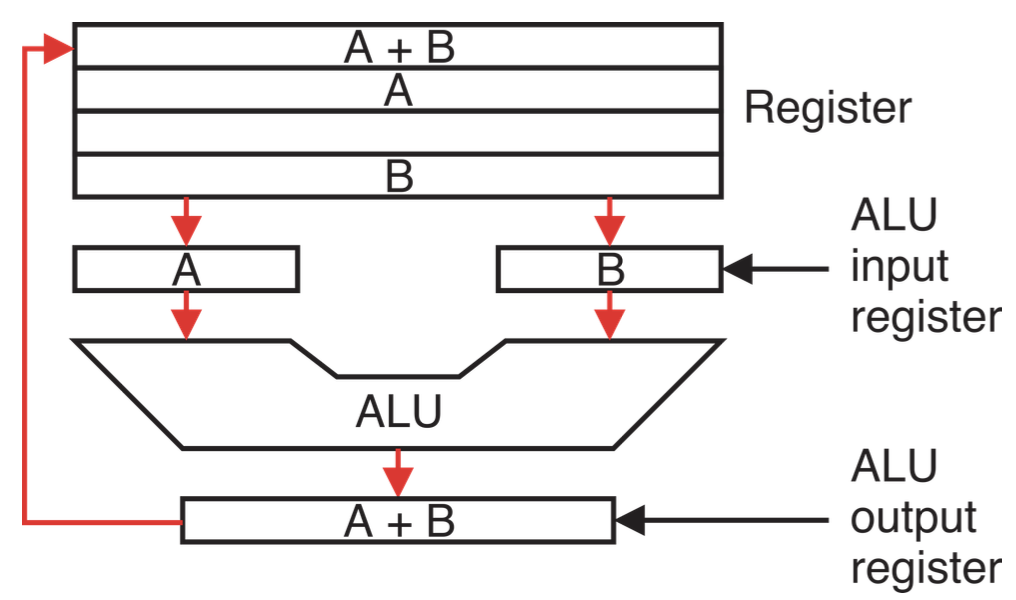 A + B
A
Register
B
A
B
ALU
input
register
ALU
A + B
ALU
output
register